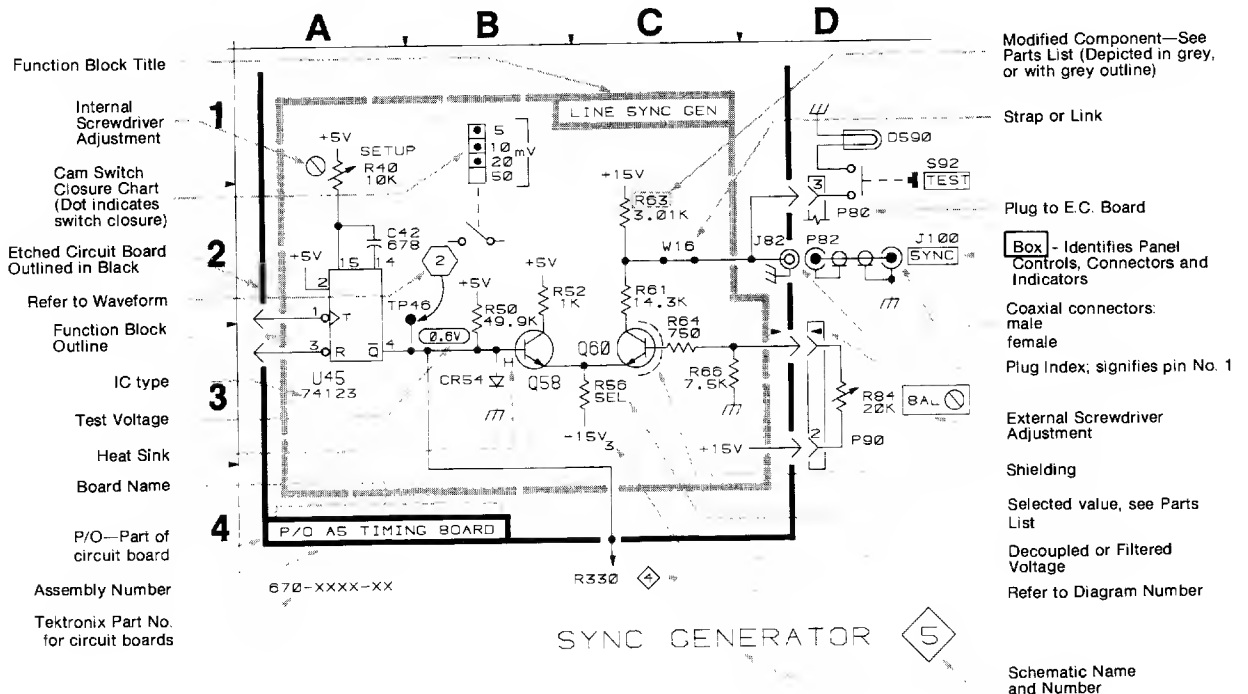 A B C D
1
2
3
4
Function Block Title
Internal
Screwdriver
Adjustment
Cam Switch
Closure Chart
(Dot indicates
switch closure)
Etched Circuit Board
Outlined in Black
Refer to Waveform
Function Block
Outline
IC type
Test Voltage
Heat Sink
Board Name
P/O—Part of
circuit board
Assembly Number
Tektronix Part No.
for circuit boards
LINE SYNC GEN
+5V
SETUP
R40
10K
5
10
20
50
mV
C42
678
+5V
2
15
14
1
T
3
R
Q
4
U45
74123
2
TP46
0.6V
+5V
R50
49.9K
+5V
R52
1K
CR54
H
Q58
Q60
R56
SEL
-15V3
+15V
R63
3.01K
W16
R61
14.3K
R64
750
R66
7.5K
+15V
J82
P82
J100
SYNC
DS90
S92
TEST
3
P80
R84
20K
BAL
2
P90
P/O A5 TIMING BOARD
670-XXXX-XX
R330
4
SYNC GENERATOR
5
Modified Component—See
Parts List (Depicted in grey,
or with grey outline)
Strap or Link
Plug to E.C. Board
Box - Identifies Panel
Controls, Connectors and
Indicators
Coaxial connectors:
male
female
Plug Index; signifies pin No. 1
External Screwdriver
Adjustment
Shielding
Selected value, see Parts
List
Decoupled or Filtered
Voltage
Refer to Diagram Number
Schematic Name
and Number